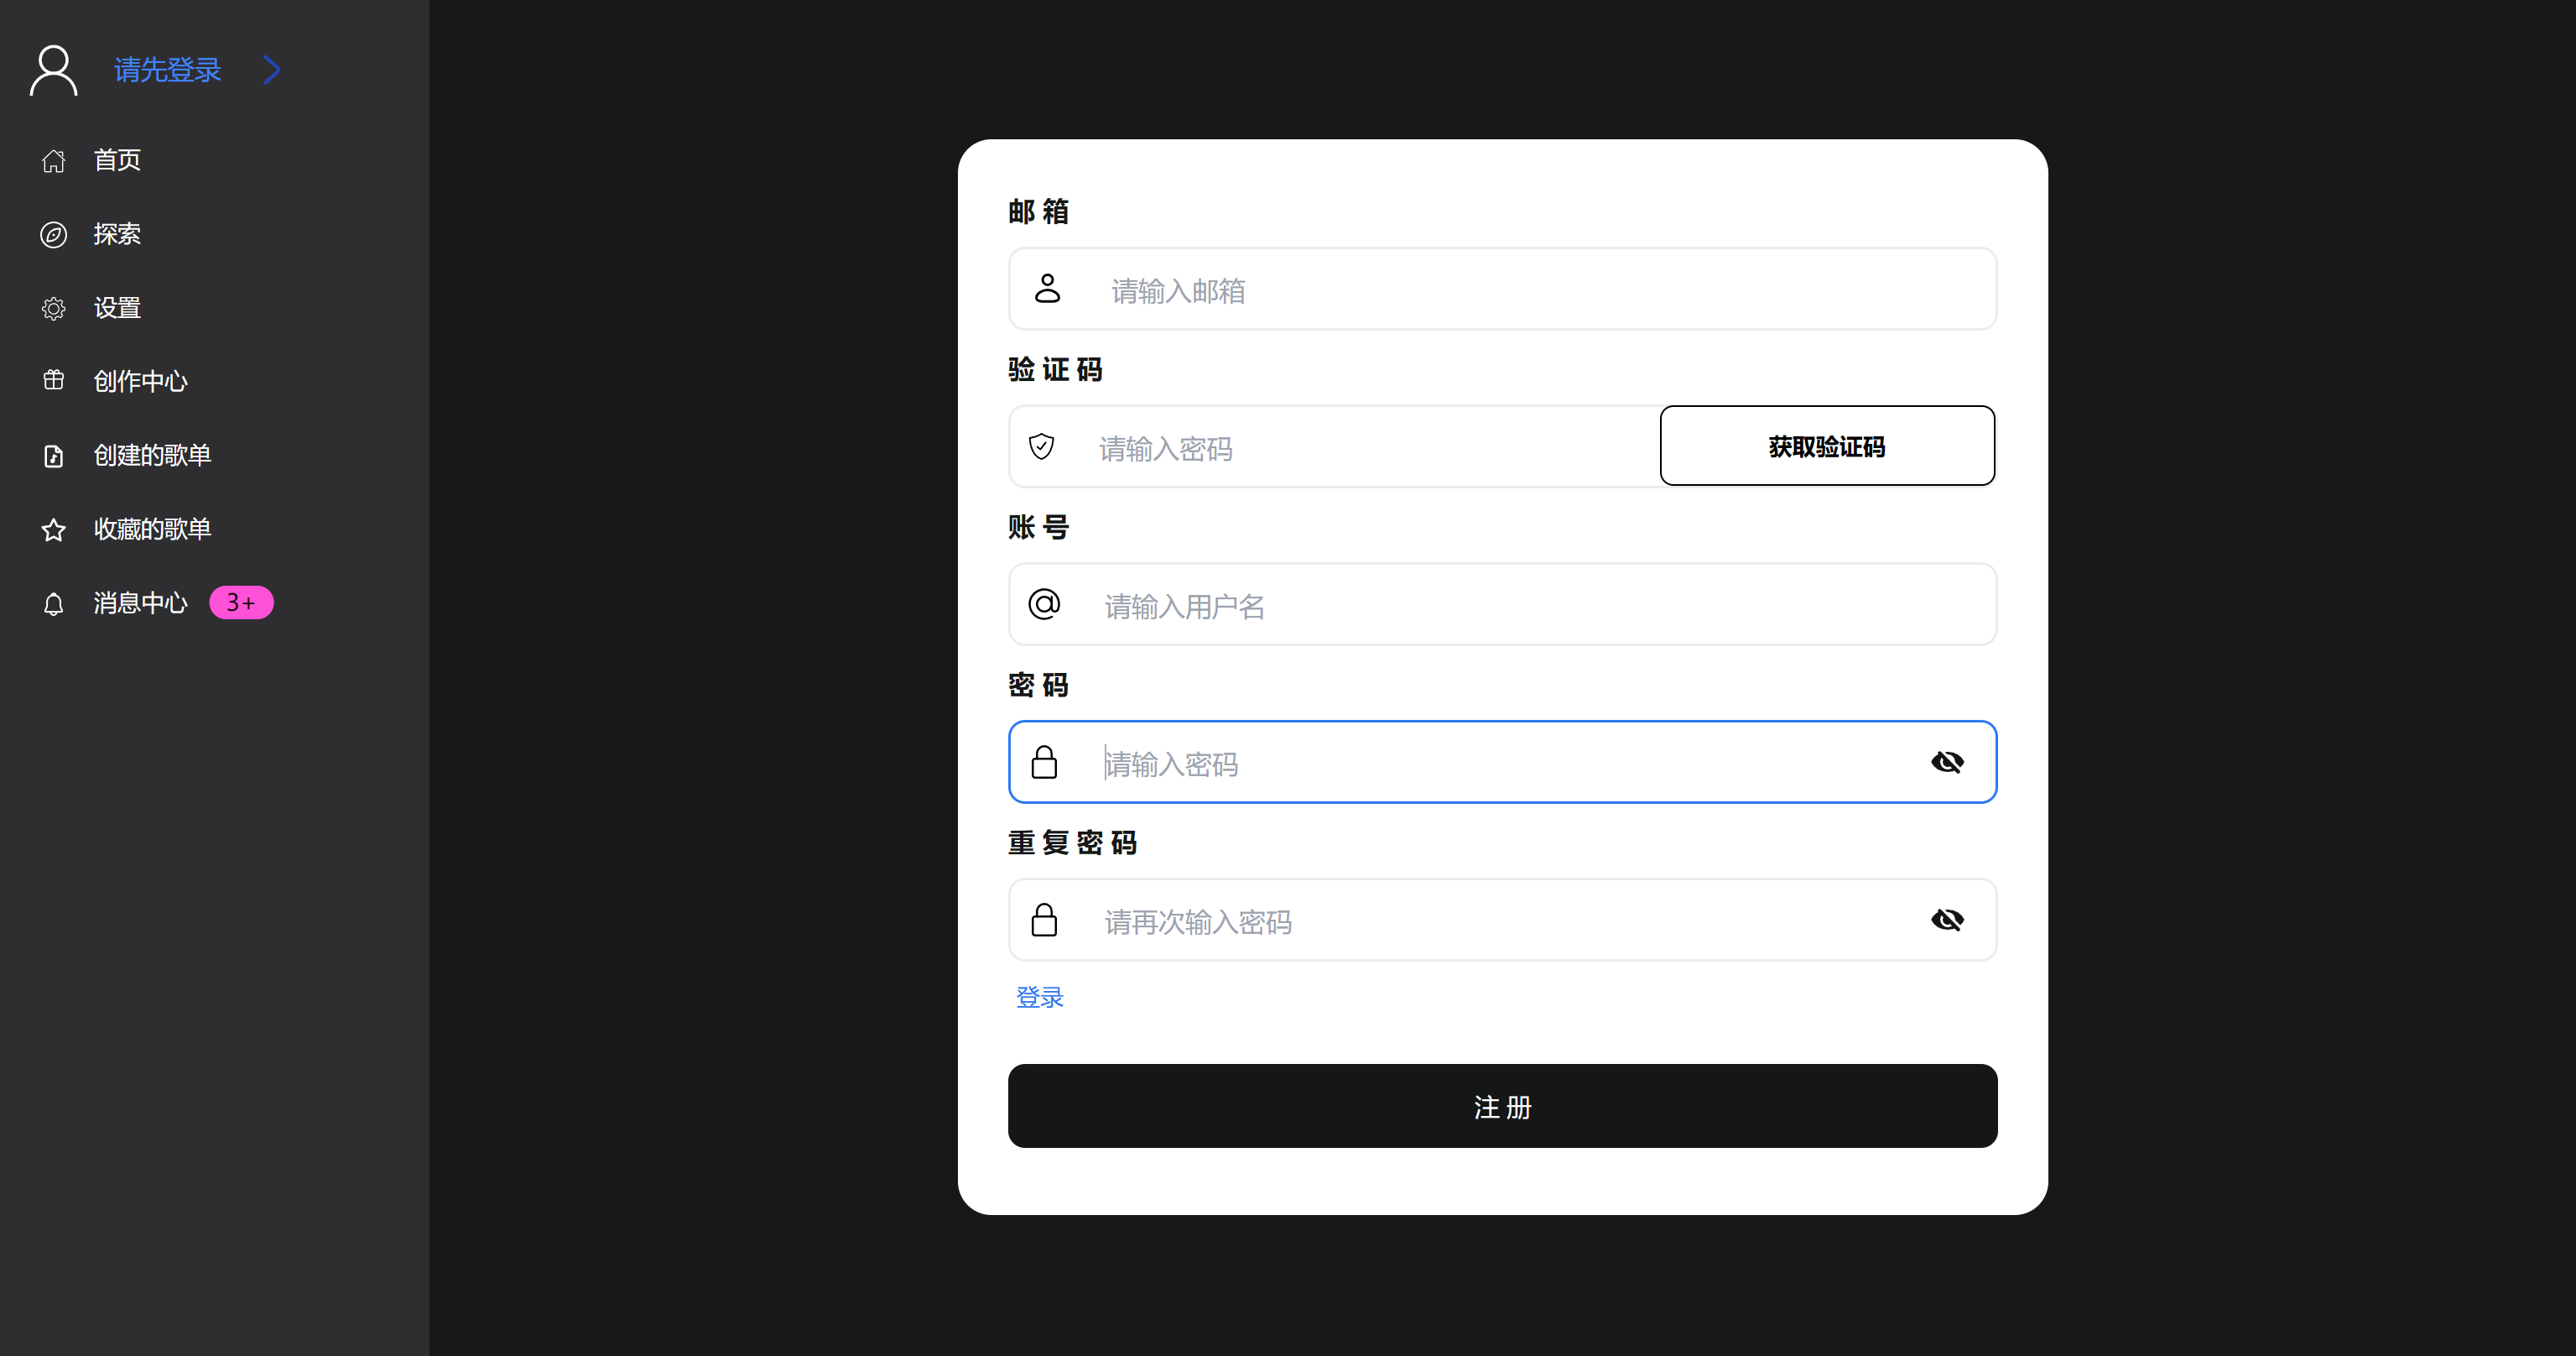 请先登录
首页
探索
设置
创作中心
创建的歌单
收藏的歌单
消息中心 3+
邮箱
请输入邮箱
验证码
请输入密码 获取验证码
账号
请输入用户名
密码
请输入密码
重复密码
请再次输入密码
登录
注册